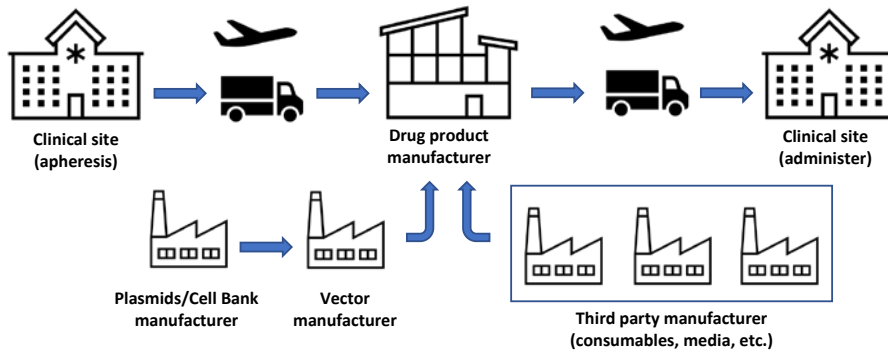 Clinical site
(apheresis)
Drug product
manufacturer
Clinical site
(administer)
Plasmids/Cell Bank
manufacturer
Vector
manufacturer
Third party manufacturer
(consumables, media, etc.)